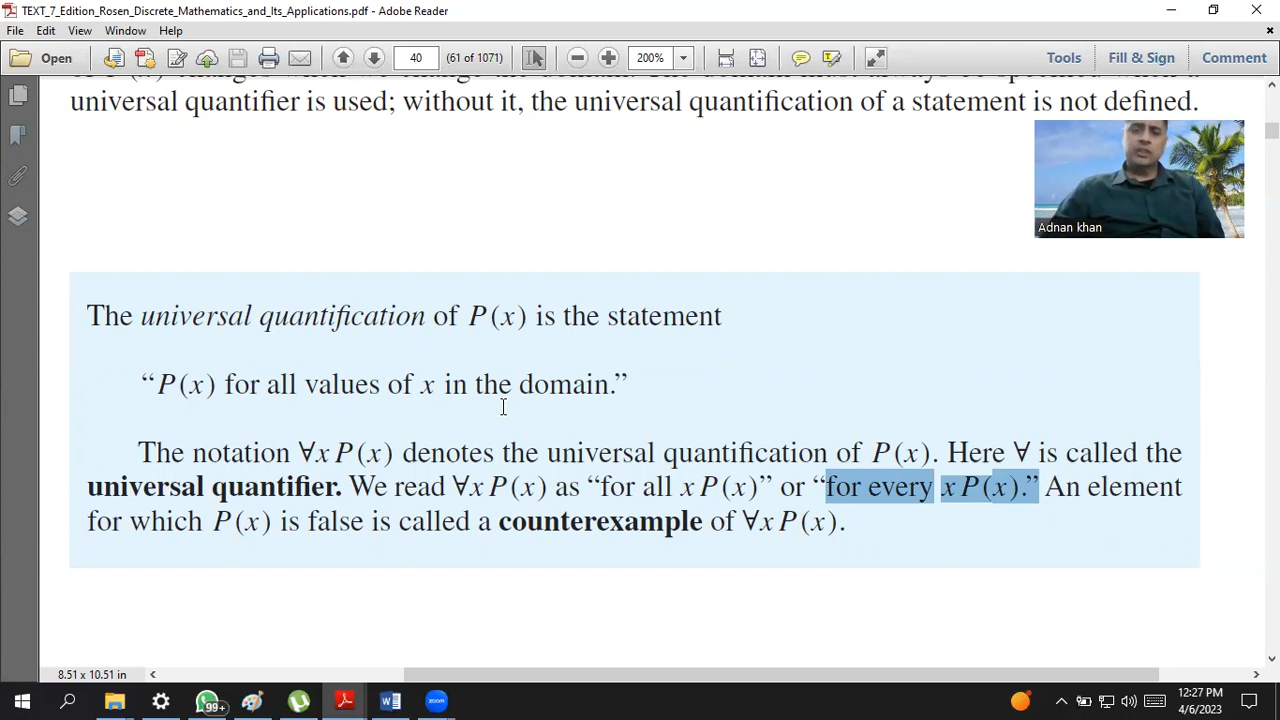 TEXT_7_Edition_Rosen_Discrete_Mathematics_and_Its_Applications.pdf - Adobe Reader
File Edit View Window Help
Open 40 (61 of 1071) 200% Tools Fill & Sign Comment
universal quantifier is used; without it, the universal quantification of a statement is not defined.
Adnan khan
The universal quantification of P(x) is the statement
“P(x) for all values of x in the domain.”
The notation ∀x P(x) denotes the universal quantification of P(x). Here ∀ is called the
universal quantifier. We read ∀x P(x) as “for all x P(x)” or “for every x P(x).” An element
for which P(x) is false is called a counterexample of ∀x P(x).
8.51 x 10.51 in
99+
zoom
12:27 PM
4/6/2023